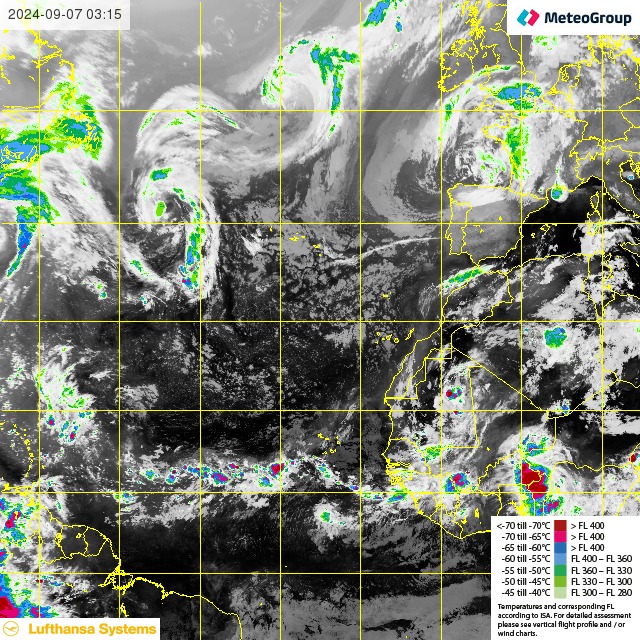 2024-09-07 03:15
MeteoGroup
<-70 till -70°C > FL 400
-70 till -65°C > FL 400
-65 till -60°C > FL 400
-60 till -55°C FL 400 – FL 360
-55 till -50°C FL 360 – FL 330
-50 till -45°C FL 330 – FL 300
-45 till -40°C FL 300 – FL 280
Temperatures and corresponding FL
according to ISA. For detailed assessment
please see vertical flight profile and / or
wind charts.
Lufthansa Systems